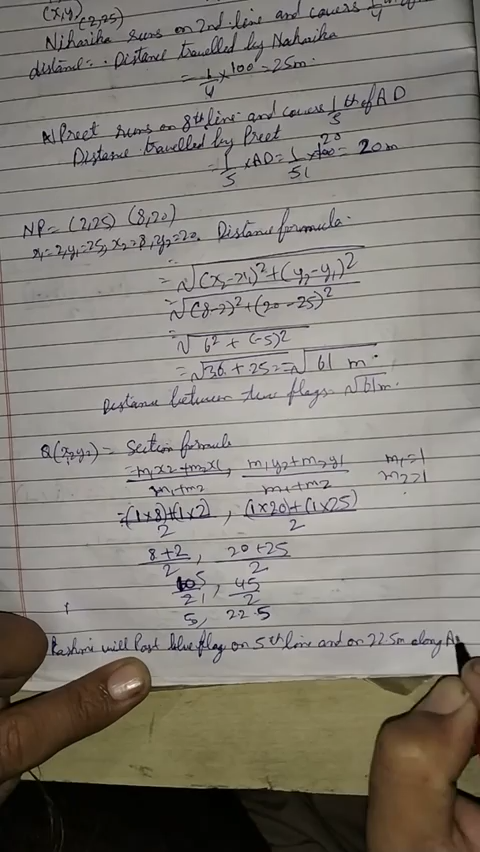 (x,y) (2,25)
Niharika runs on 2nd line and covers 1/4
distance = Distance travelled by Naharika
= 1/4 × 100 = 25m.
Preet runs on 8th line and covers 1/5 th of AD
Distance travelled by Preet
= 1/5 × AD = 1/5 × 100 = 20m
NP = (2,25) (8,20)
x1=2, y1=25, x2=8, y2=20. Distance formula.
= √(x2-x1)²+(y2-y1)²
= √(8-2)²+(20-25)²
= √6²+(-5)²
= √36+25 = √61 m.
Distance between two flags √61m.
Q(x,y) = Section formula
= m1x2+m2x1/m1+m2, m1y2+m2y1/m1+m2 m1=1
m2=1
= (1×8)+(1×2)/2, (1×20)+(1×25)/2
8+2/2, 20+25/2
10/2, 45/2
5, 22.5
Rashmi will Post blue flag on 5th line and on 22.5m along A